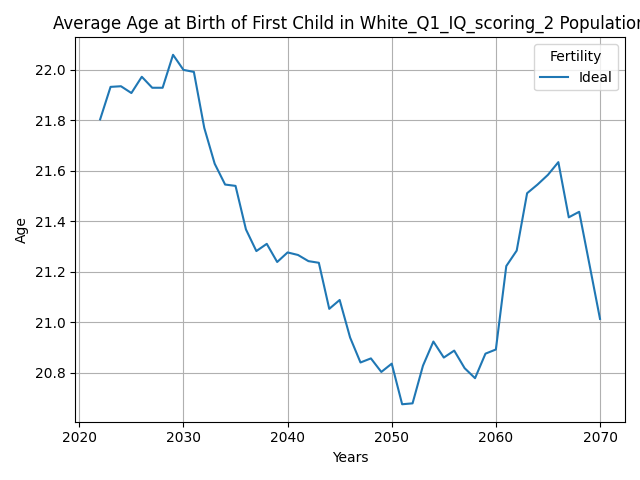 Average Age at Birth of First Child in White_Q1_IQ_scoring_2 Population
Fertility
Ideal
22.0
21.8
21.6
21.4
21.2
21.0
20.8
Age
2020 2030 2040 2050 2060 2070
Years